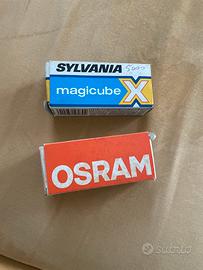 SYLVANIA
magicube X
OSRAM
subito